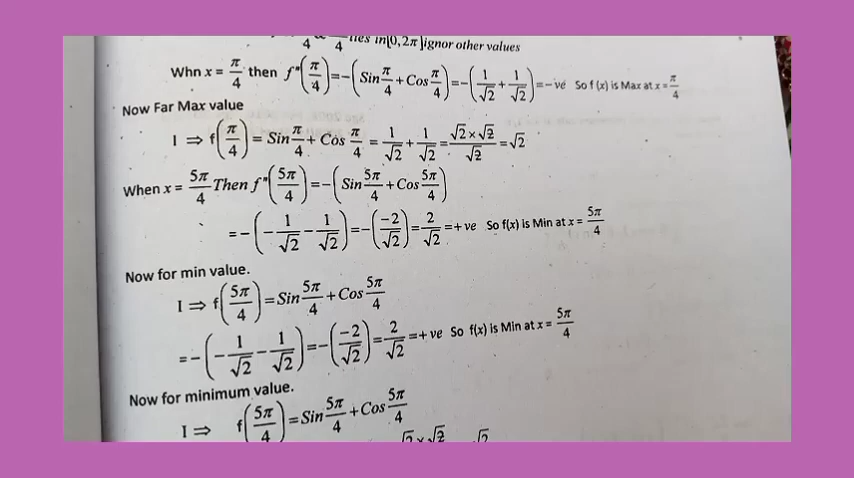 4 & 4 lies in[0,2π]ignor other values
Whn x = π/4 then f"(π/4)=-(Sin π/4 + Cos π/4)=-(1/√2 + 1/√2)=-ve So f (x) is Max at x = π/4
Now Far Max value
I ⇒ f(π/4) = Sin π/4 + Cos π/4 = 1/√2 + 1/√2 = √2×√2/√2 = √2
When x = 5π/4 Then f"(5π/4)=-(Sin 5π/4 + Cos 5π/4)
=-(-1/√2 - 1/√2)=-(-2/√2)=2/√2=+ve So f(x) is Min at x = 5π/4
Now for min value.
I ⇒ f(5π/4)=Sin 5π/4 + Cos 5π/4
=-(-1/√2 - 1/√2)=-(-2/√2)=2/√2=+ve So f(x) is Min at x = 5π/4
Now for minimum value.
I ⇒ f(5π/4)=Sin 5π/4 + Cos 5π/4
√2×√2 √2